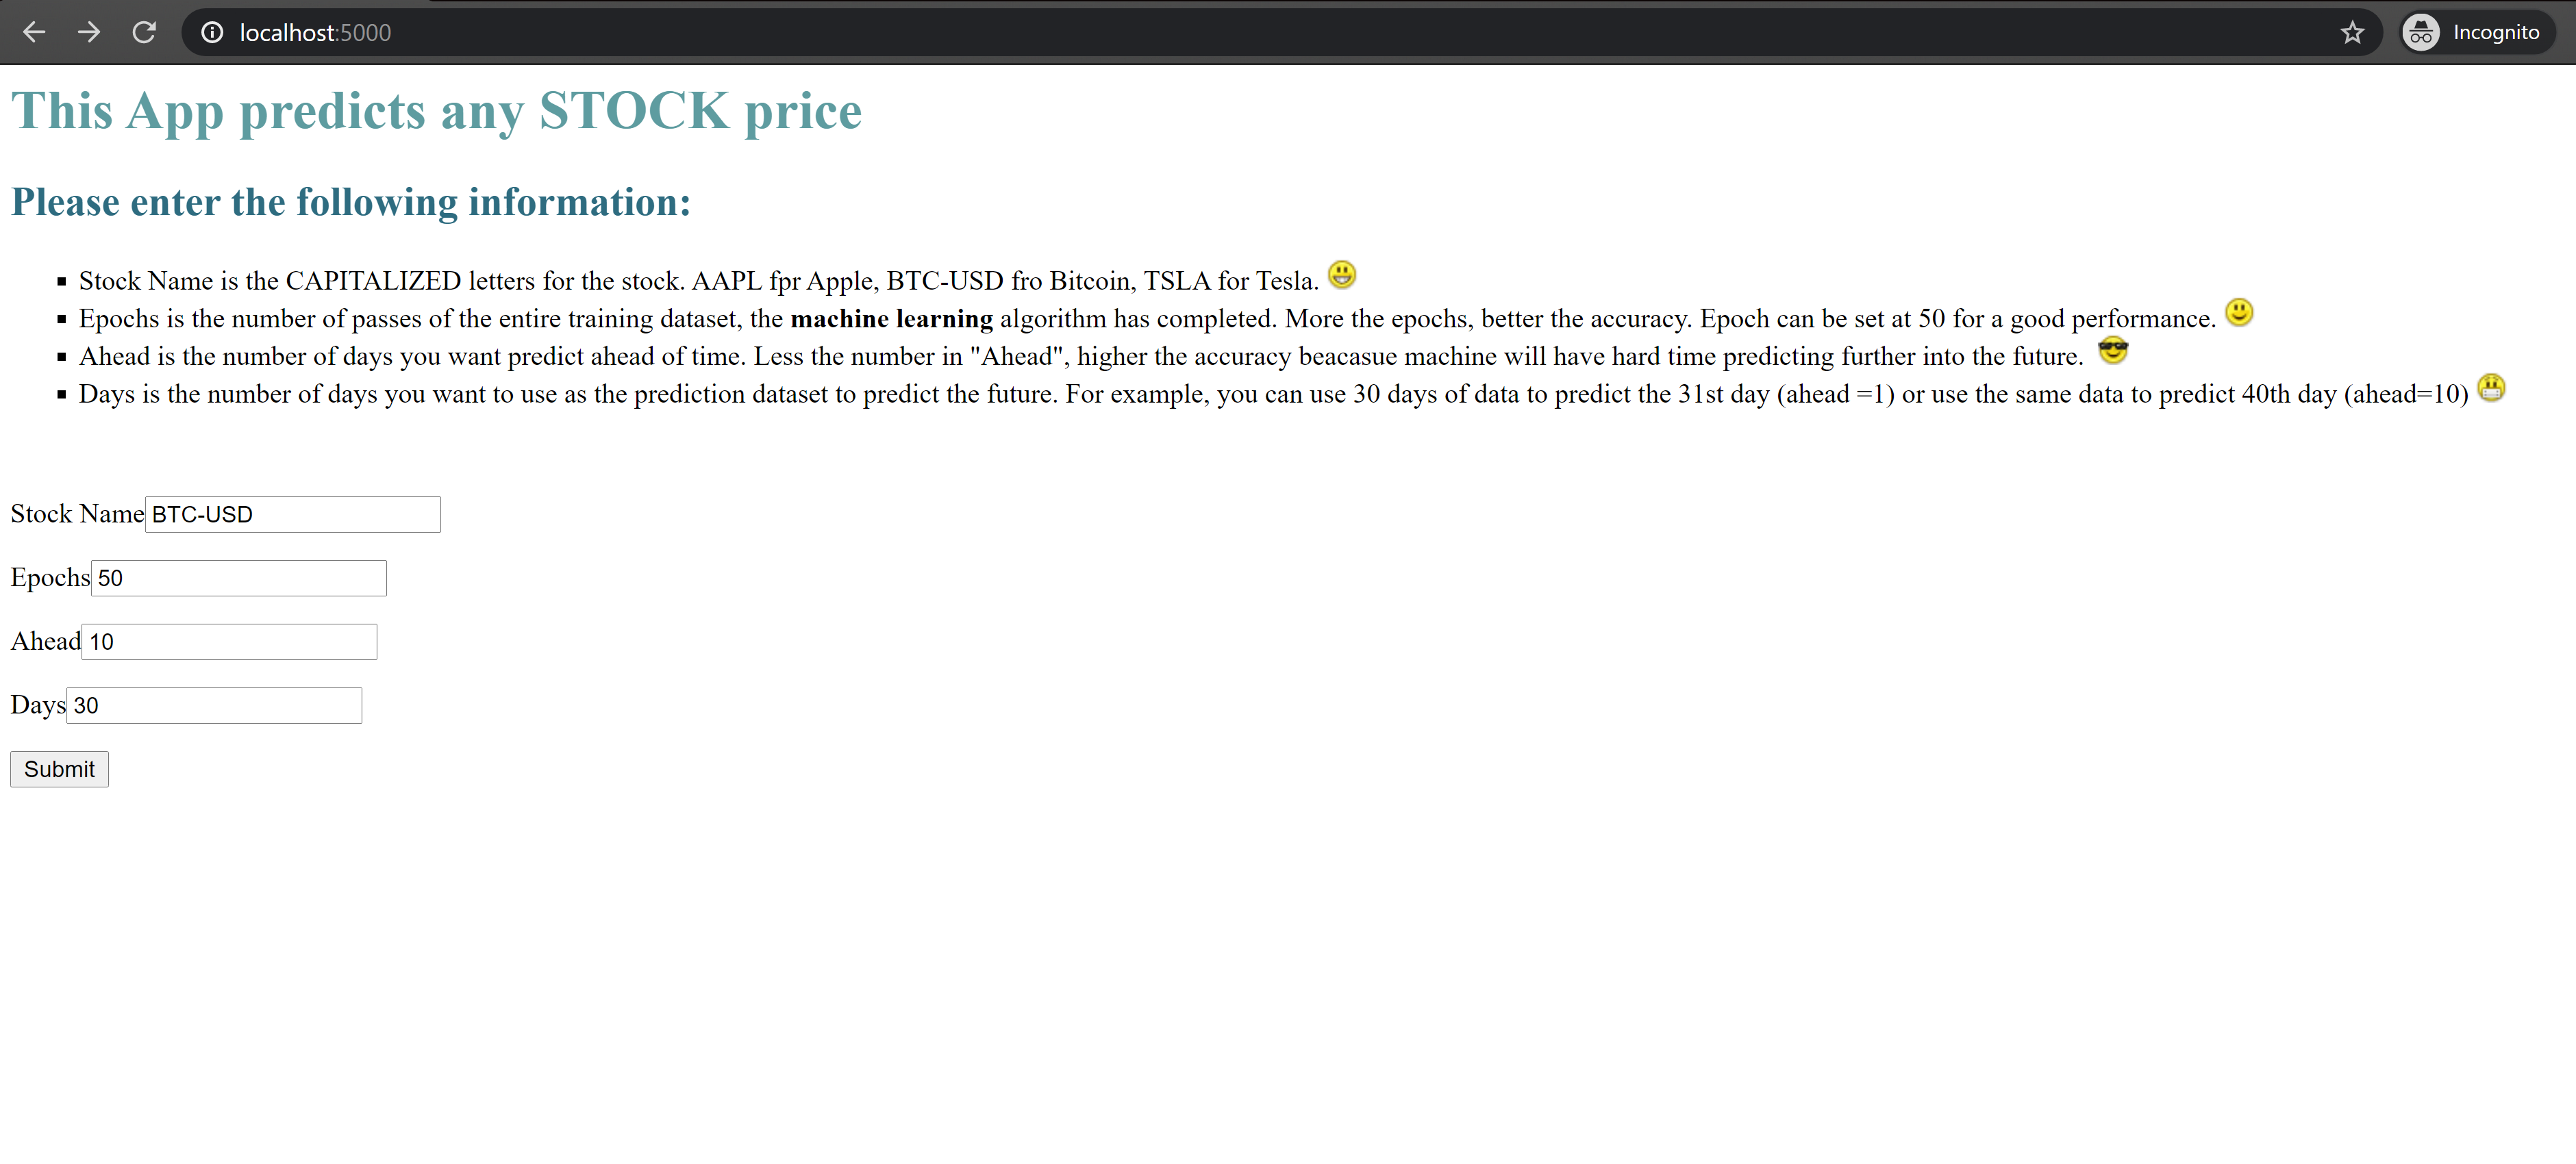 localhost:5000
Incognito
This App predicts any STOCK price
Please enter the following information:
Stock Name is the CAPITALIZED letters for the stock. AAPL fpr Apple, BTC-USD fro Bitcoin, TSLA for Tesla.
Epochs is the number of passes of the entire training dataset, the machine learning algorithm has completed. More the epochs, better the accuracy. Epoch can be set at 50 for a good performance.
Ahead is the number of days you want predict ahead of time. Less the number in "Ahead", higher the accuracy beacasue machine will have hard time predicting further into the future.
Days is the number of days you want to use as the prediction dataset to predict the future. For example, you can use 30 days of data to predict the 31st day (ahead =1) or use the same data to predict 40th day (ahead=10)
Stock Name BTC-USD
Epochs 50
Ahead 10
Days 30
Submit